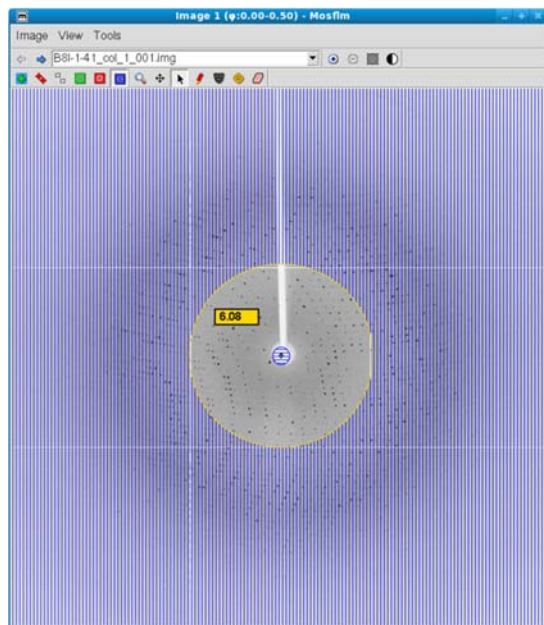 Image 1 (φ:0.00-0.50) - Mosflm
Image View Tools
B8I-1-41_col_1_001.img
6.08